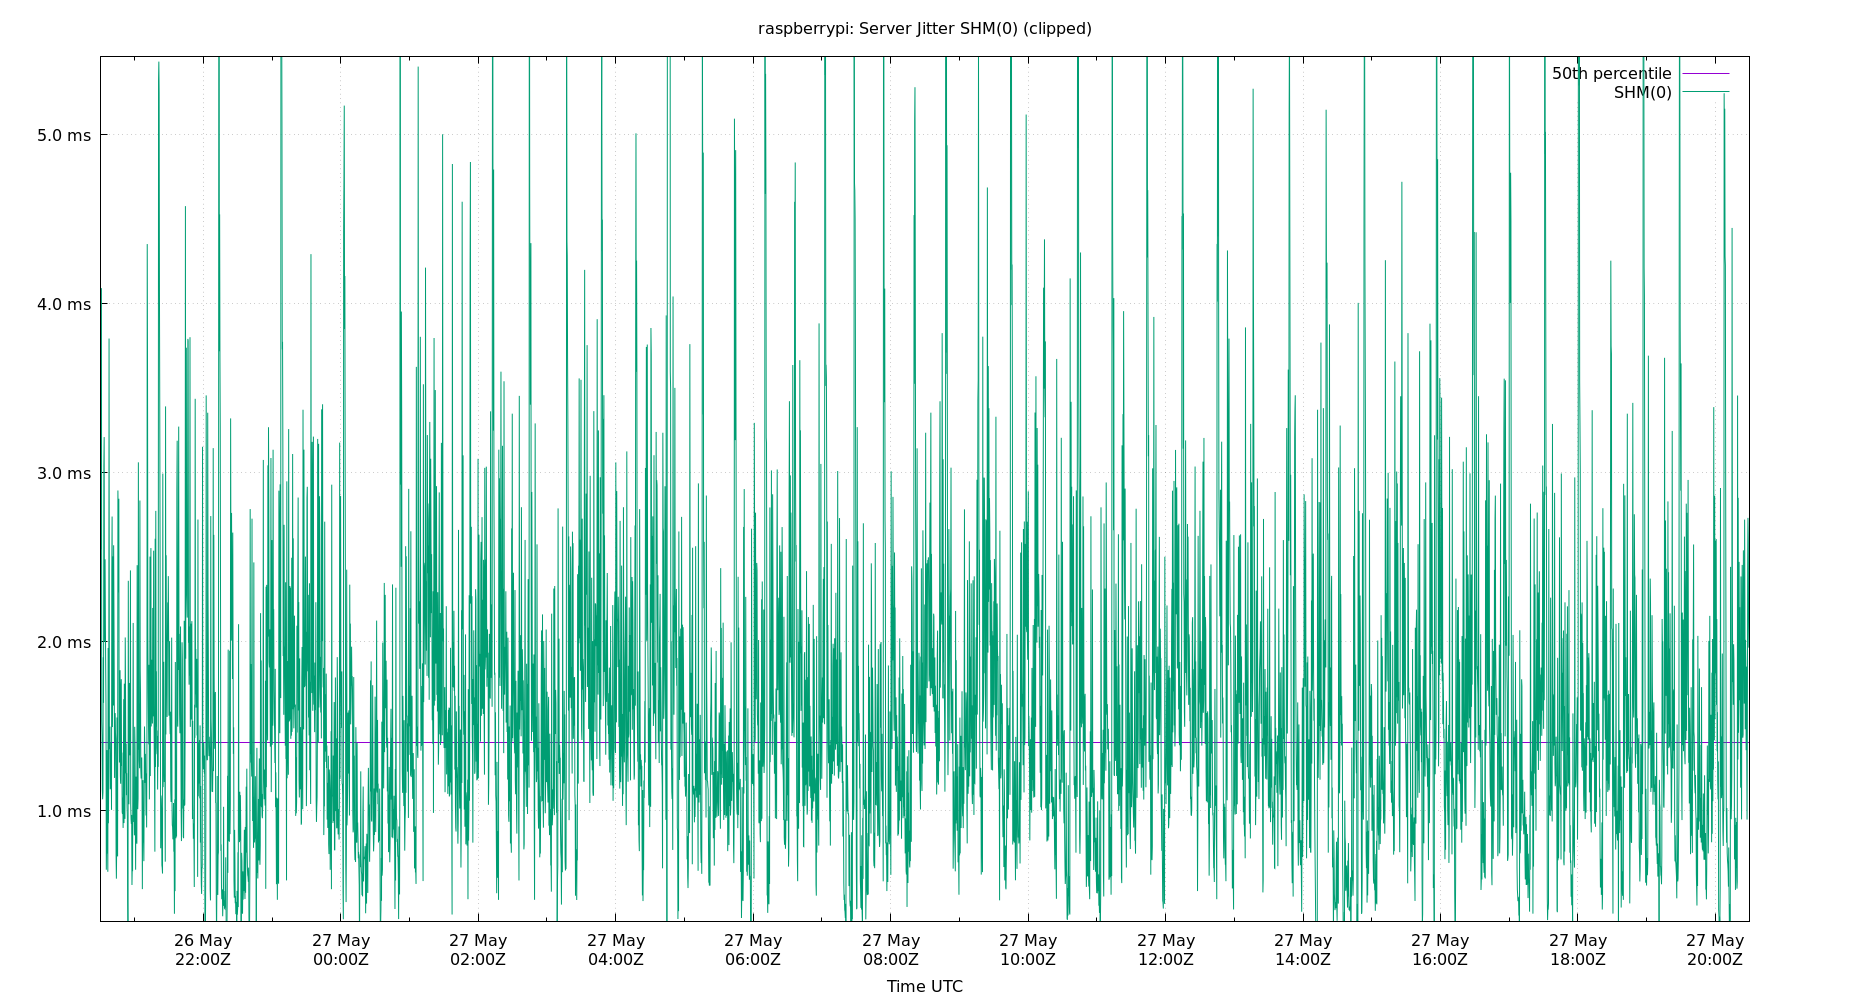 raspberrypi: Server Jitter SHM(0) (clipped)
50th percentile
SHM(0)
5.0 ms
4.0 ms
3.0 ms
2.0 ms
1.0 ms
26 May 27 May 27 May 27 May 27 May 27 May 27 May 27 May 27 May 27 May 27 May 27 May
22:00Z 00:00Z 02:00Z 04:00Z 06:00Z 08:00Z 10:00Z 12:00Z 14:00Z 16:00Z 18:00Z 20:00Z
Time UTC